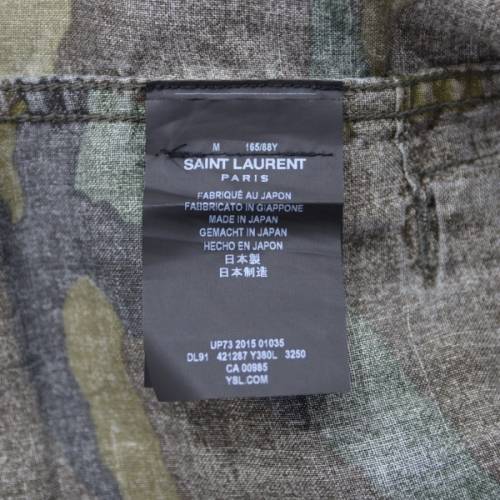 M 165/88Y
SAINT LAURENT
PARIS
FABRIQUÉ AU JAPON
FABBRICATO IN GIAPPONE
MADE IN JAPAN
GEMACHT IN JAPAN
HECHO EN JAPON
日本製
日本制造
UP73 2015 01035
DL91 421287 Y380L 3250
CA 00985
YSL.COM